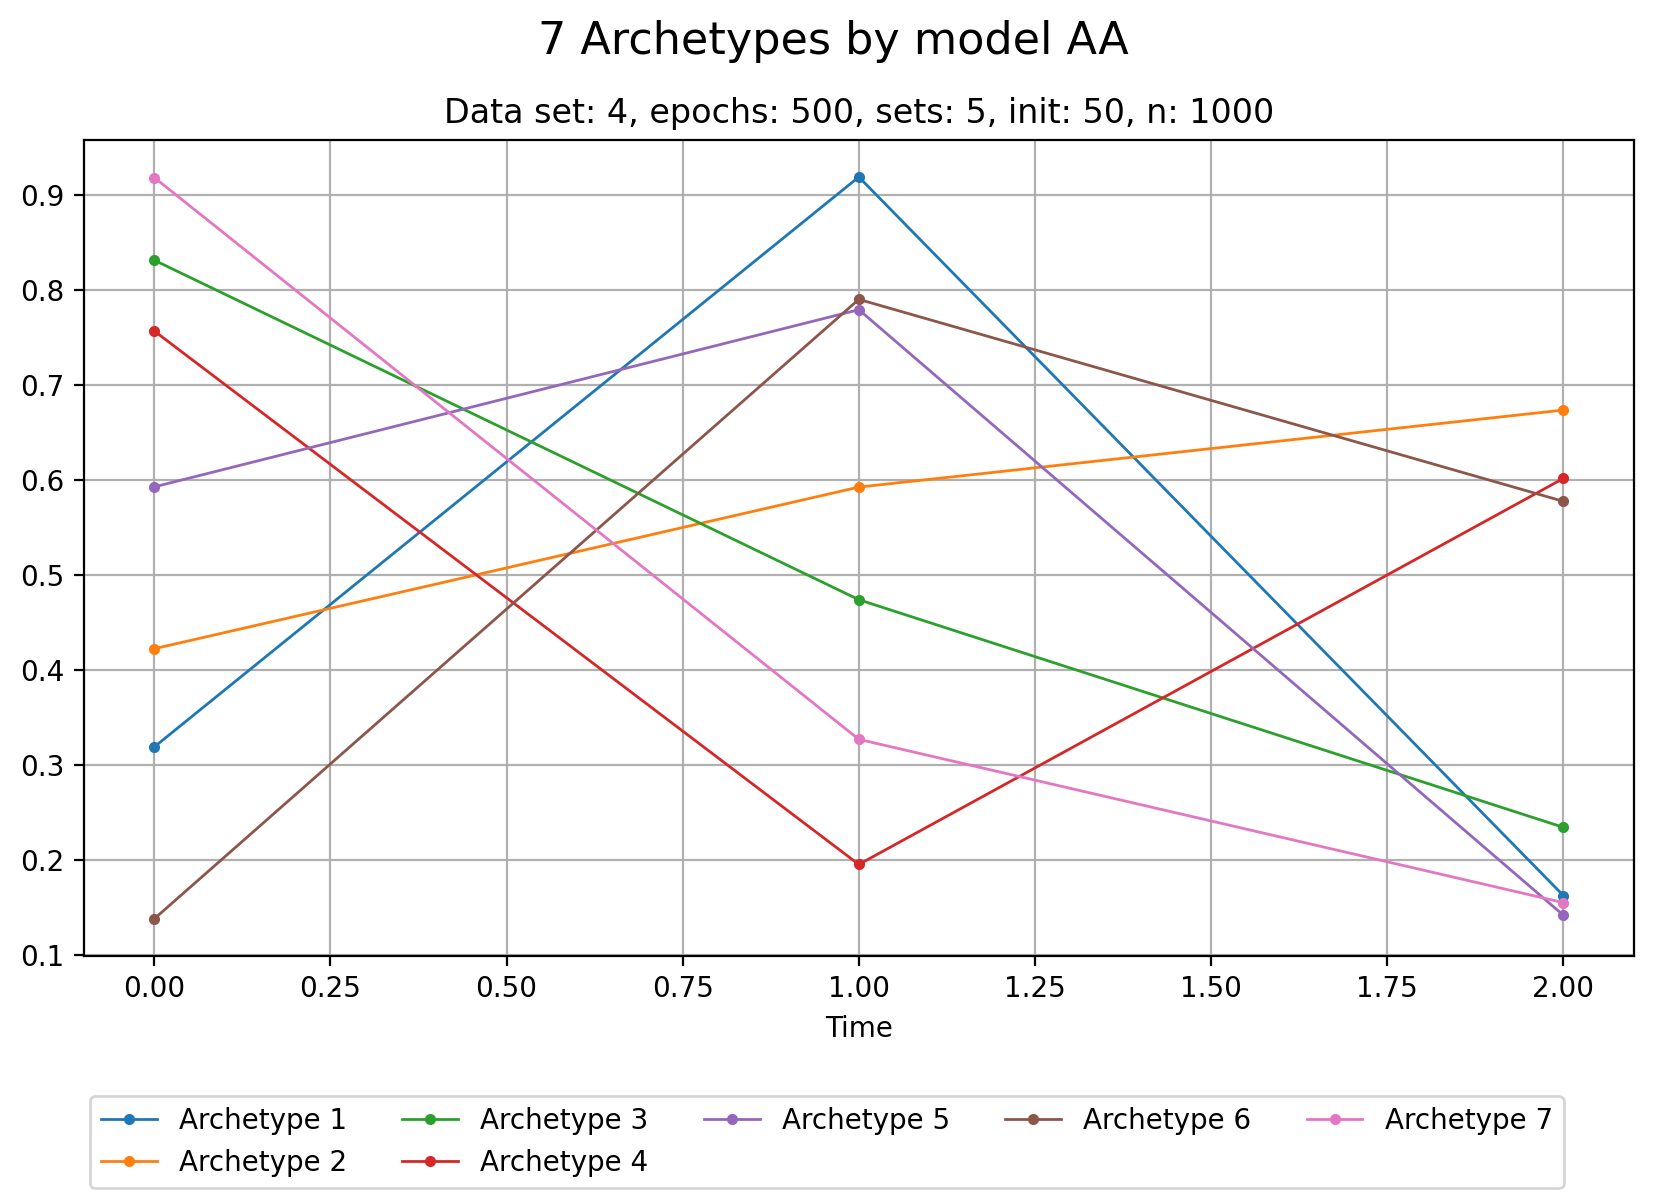 7 Archetypes by model AA
Data set: 4, epochs: 500, sets: 5, init: 50, n: 1000
0.9
0.8
0.7
0.6
0.5
0.4
0.3
0.2
0.1
0.00 0.25 0.50 0.75 1.00 1.25 1.50 1.75 2.00
Time
Archetype 1 Archetype 3 Archetype 5 Archetype 6 Archetype 7
Archetype 2 Archetype 4